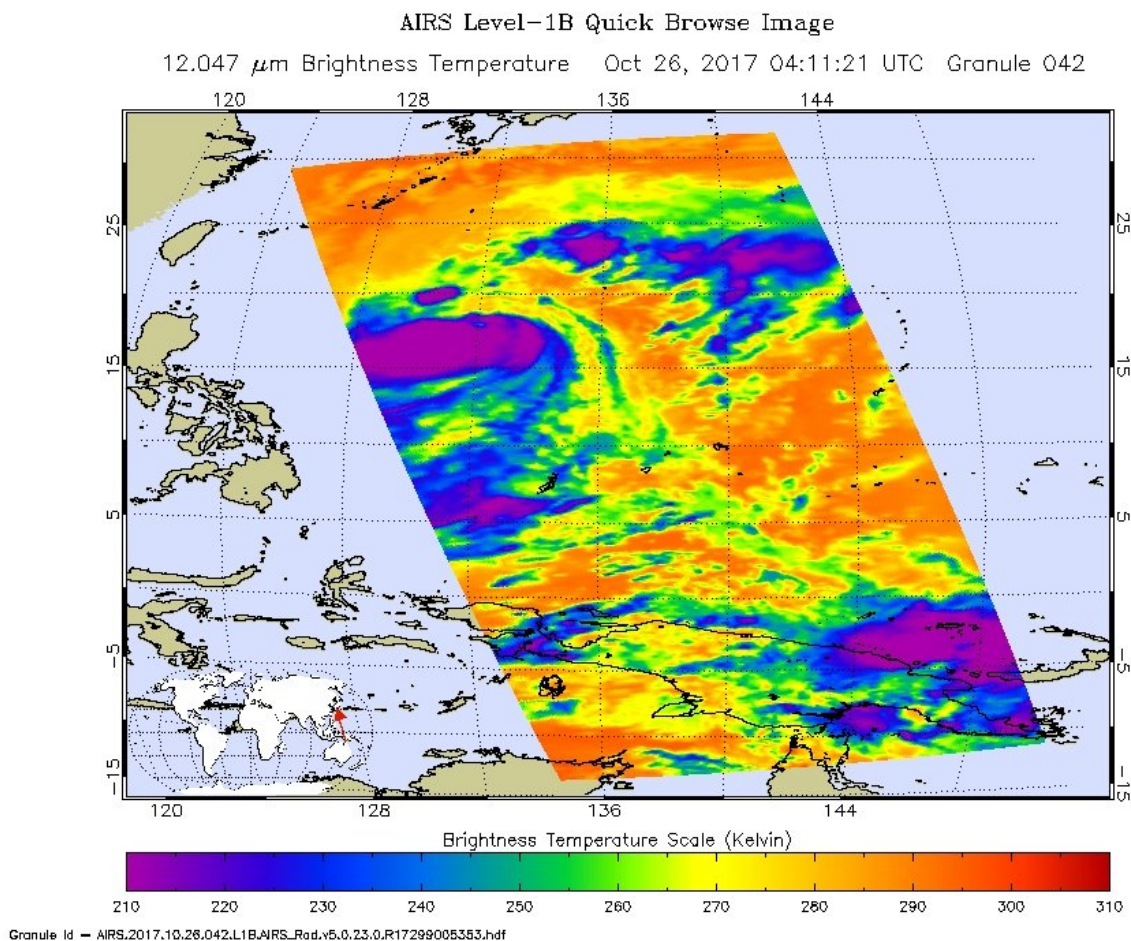 AIRS Level-1B Quick Browse Image
12.047 μm Brightness Temperature Oct 26, 2017 04:11:21 UTC Granule 042
120 128 136 144
25 25
15 15
5 5
-5 -5
-15 -15
120 128 136 144
Brightness Temperature Scale (Kelvin)
210 220 230 240 250 260 270 280 290 300 310
Granule Id - AIRS.2017.10.26.042.L1B.AIRS_Rad.v5.0.23.0.R17299005353.hdf